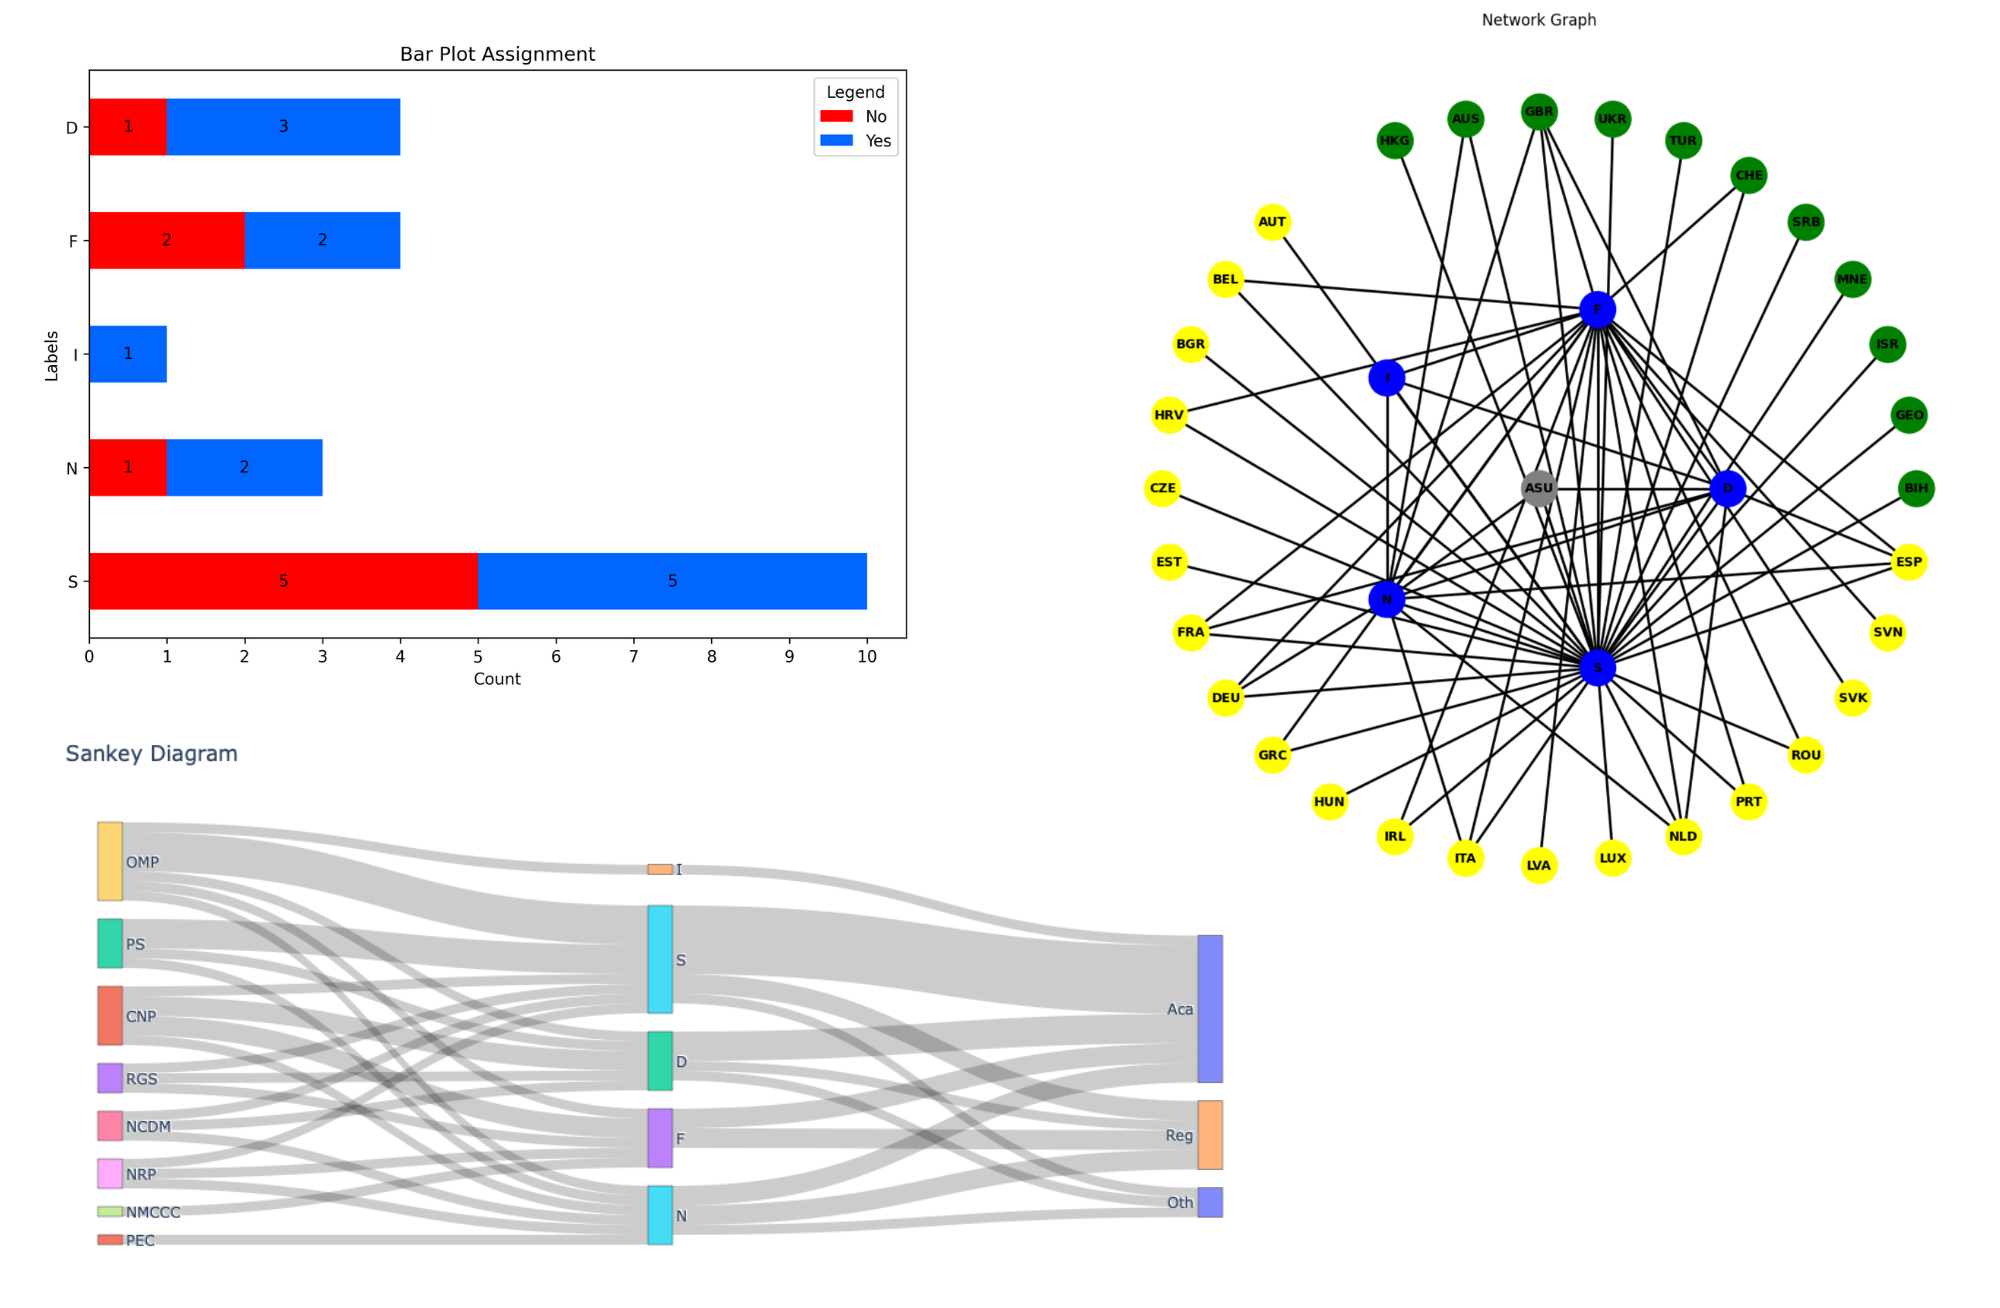 Bar Plot Assignment
Legend
No
Yes
D
1
3
F
2
2
I
1
N
1
2
S
5
5
Labels
0 1 2 3 4 5 6 7 8 9 10
Count
Network Graph
GBR
AUS
UKR
HKG
TUR
CHE
AUT
SRB
BEL
MNE
F
BGR
ISR
I
HRV
GEO
CZE
ASU
D
BIH
EST
ESP
N
FRA
SVN
S
DEU
SVK
GRC
ROU
HUN
PRT
IRL
NLD
ITA
LUX
LVA
Sankey Diagram
OMP
PS
CNP
RGS
NCDM
NRP
NMCCC
PEC
I
S
D
F
N
Aca
Reg
Oth